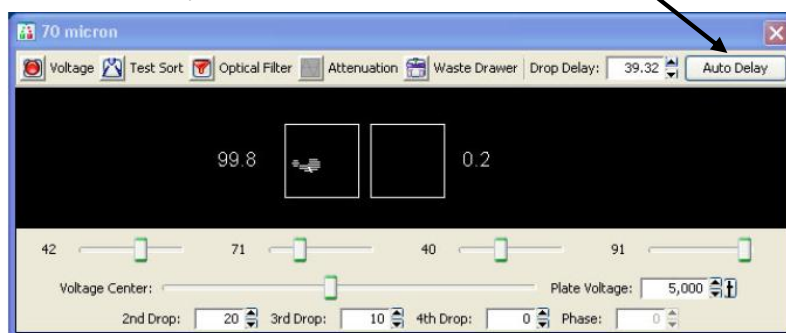 70 micron
Voltage Test Sort Optical Filter Attenuation Waste Drawer Drop Delay: 39.32 Auto Delay
99.8 0.2
42 71 40 91
Voltage Center: Plate Voltage: 5,000
2nd Drop: 20 3rd Drop: 10 4th Drop: 0 Phase: 0